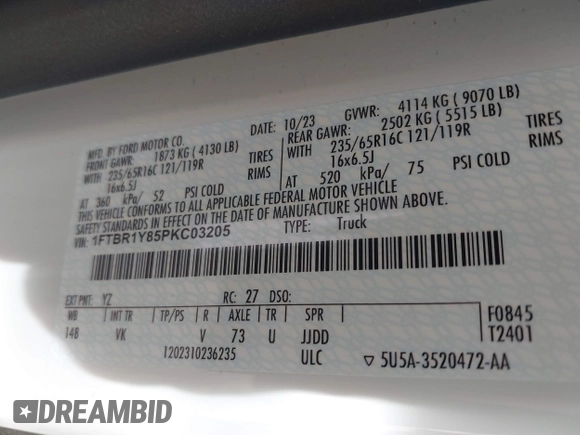 MFD. BY FORD MOTOR CO.
DATE: 10/23 GVWR: 4114 KG ( 9070 LB)
FRONT GAWR: 1873 KG ( 4130 LB)
REAR GAWR: 2502 KG ( 5515 LB)
WITH 235/65R16C 121/119R TIRES
WITH 235/65R16C 121/119R TIRES
16x6.5J RIMS
16x6.5J RIMS
AT 360 kPa/ 52 PSI COLD
AT 520 kPa/ 75 PSI COLD
THIS VEHICLE CONFORMS TO ALL APPLICABLE FEDERAL MOTOR VEHICLE
SAFETY STANDARDS IN EFFECT ON THE DATE OF MANUFACTURE SHOWN ABOVE.
VIN: 1FTBR1Y85PKC03205
TYPE: Truck
EXT PNT: YZ RC: 27 DSO:
WB INT TRIM TP/PS R AXLE TR SPR
148 VK V 73 U JJDD
F0845
T2401
1202310236235 ULC ▽ 5U5A-3520472-AA
DREAMBID